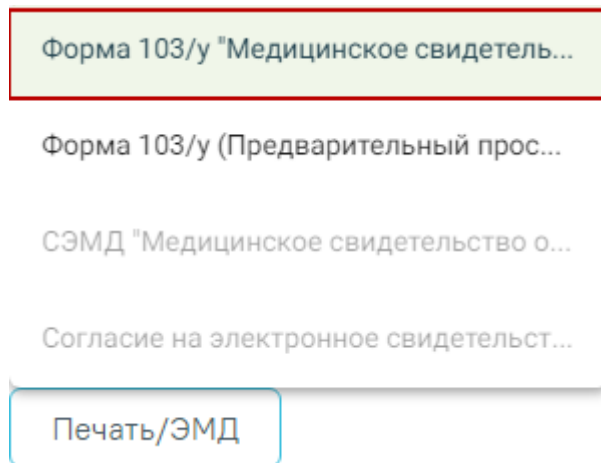 Форма 103/у "Медицинское свидетель...
Форма 103/у (Предварительный прос...
СЭМД "Медицинское свидетельство о...
Согласие на электронное свидетельст...
Печать/ЭМД